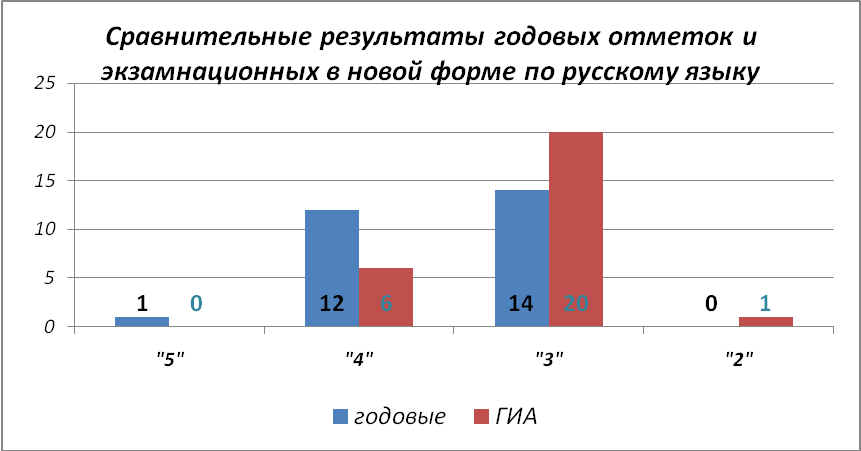 Сравнительные результаты годовых отметок и
экзамнационных в новой форме по русскому языку
25
20
15
10
5
0
1 0 12 6 14 20 0 1
"5" "4" "3" "2"
годовые ГИА